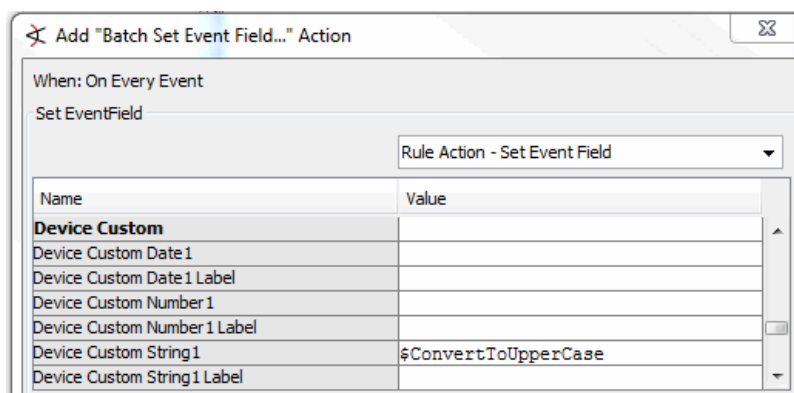 Add "Batch Set Event Field..." Action
When: On Every Event
Set EventField
Rule Action - Set Event Field
Name Value
Device Custom
Device Custom Date1
Device Custom Date1 Label
Device Custom Number1
Device Custom Number1 Label
Device Custom String1 $ConvertToUpperCase
Device Custom String1 Label